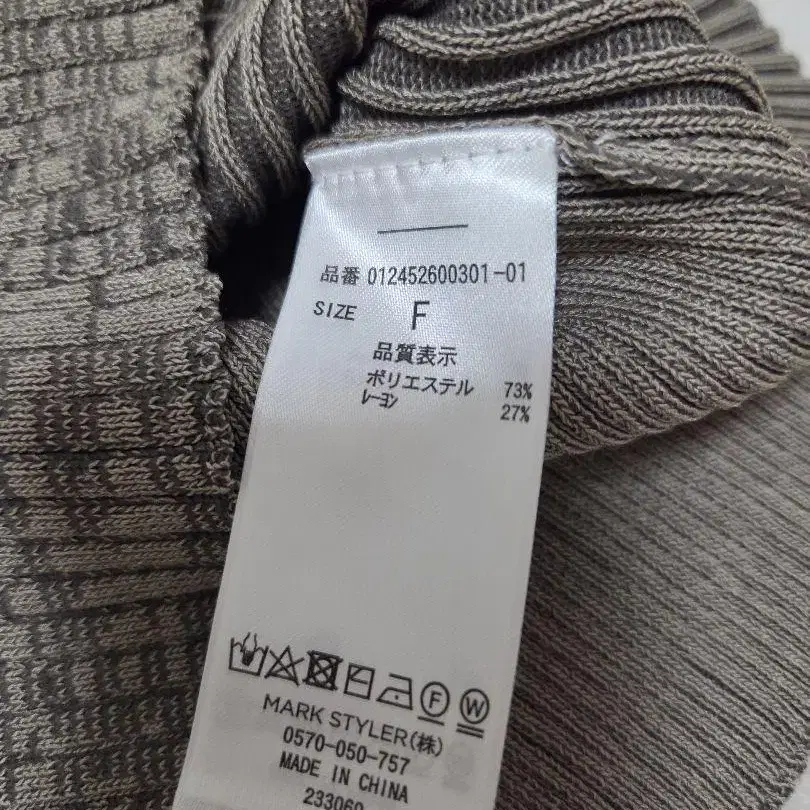 品番 012452600301-01
SIZE F
品質表示
ポリエステル 73%
レーヨン 27%
F W
MARK STYLER(株)
0570-050-757
MADE IN CHINA